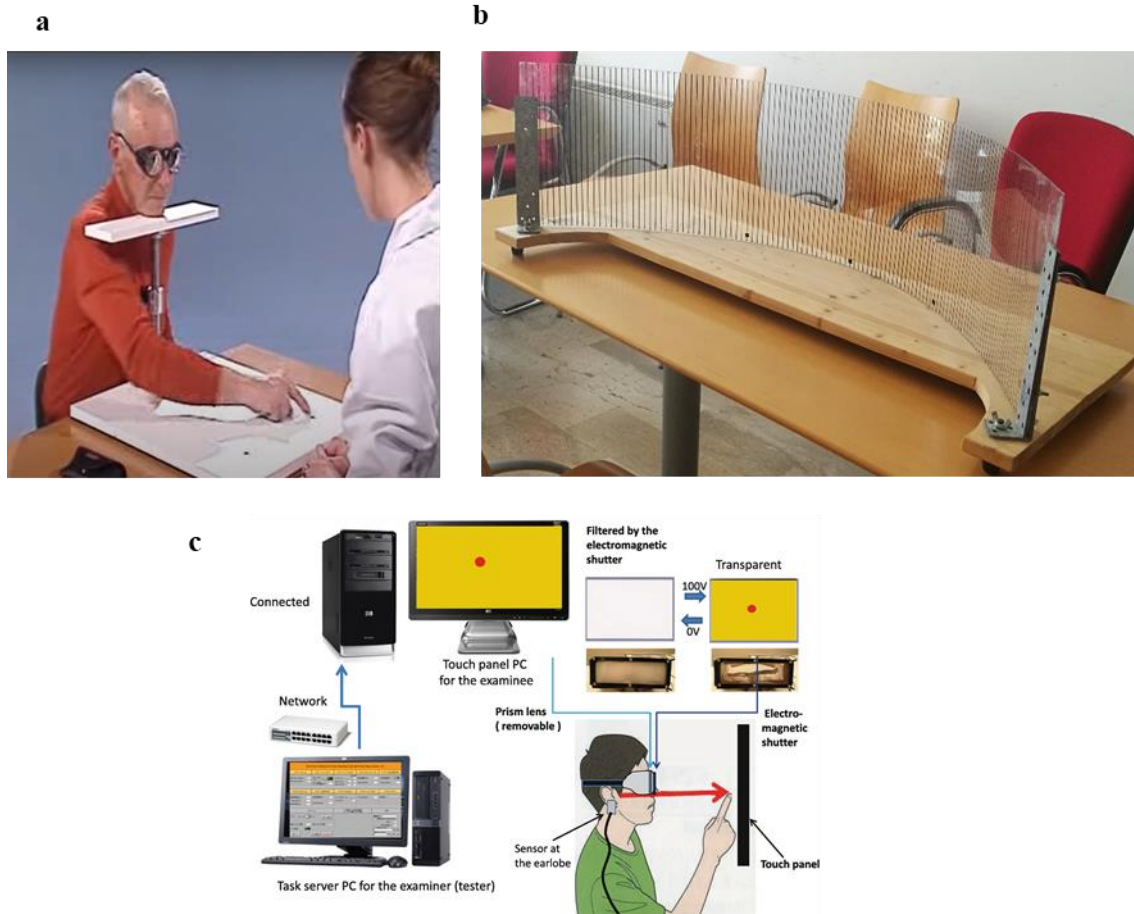 a
b
c
Connected
Network
Touch panel PC
for the examinee
Filtered by the
electromagnetic
shutter
Transparent
100V
0V
Prism lens
( removable )
Electro-
magnetic
shutter
Sensor at
the earlobe
Touch panel
Task server PC for the examiner (tester)